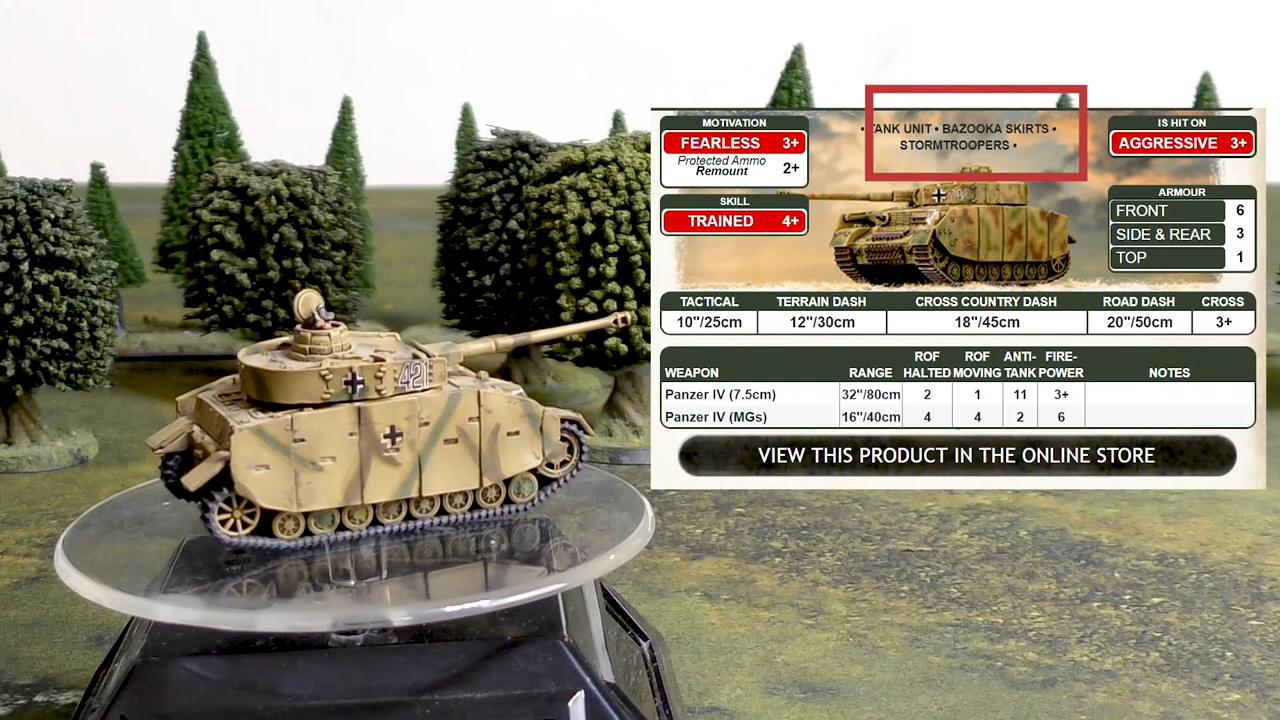 421
• TANK UNIT • BAZOOKA SKIRTS •
STORMTROOPERS •
MOTIVATION
FEARLESS 3+
Protected Ammo
Remount 2+
SKILL
TRAINED 4+
IS HIT ON
AGGRESSIVE 3+
ARMOUR
FRONT 6
SIDE & REAR 3
TOP 1
TACTICAL TERRAIN DASH CROSS COUNTRY DASH ROAD DASH CROSS
10"/25cm 12"/30cm 18"/45cm 20"/50cm 3+
WEAPON RANGE ROF HALTED ROF MOVING ANTI-TANK FIRE-POWER NOTES
Panzer IV (7.5cm) 32"/80cm 2 1 11 3+
Panzer IV (MGs) 16"/40cm 4 4 2 6
VIEW THIS PRODUCT IN THE ONLINE STORE